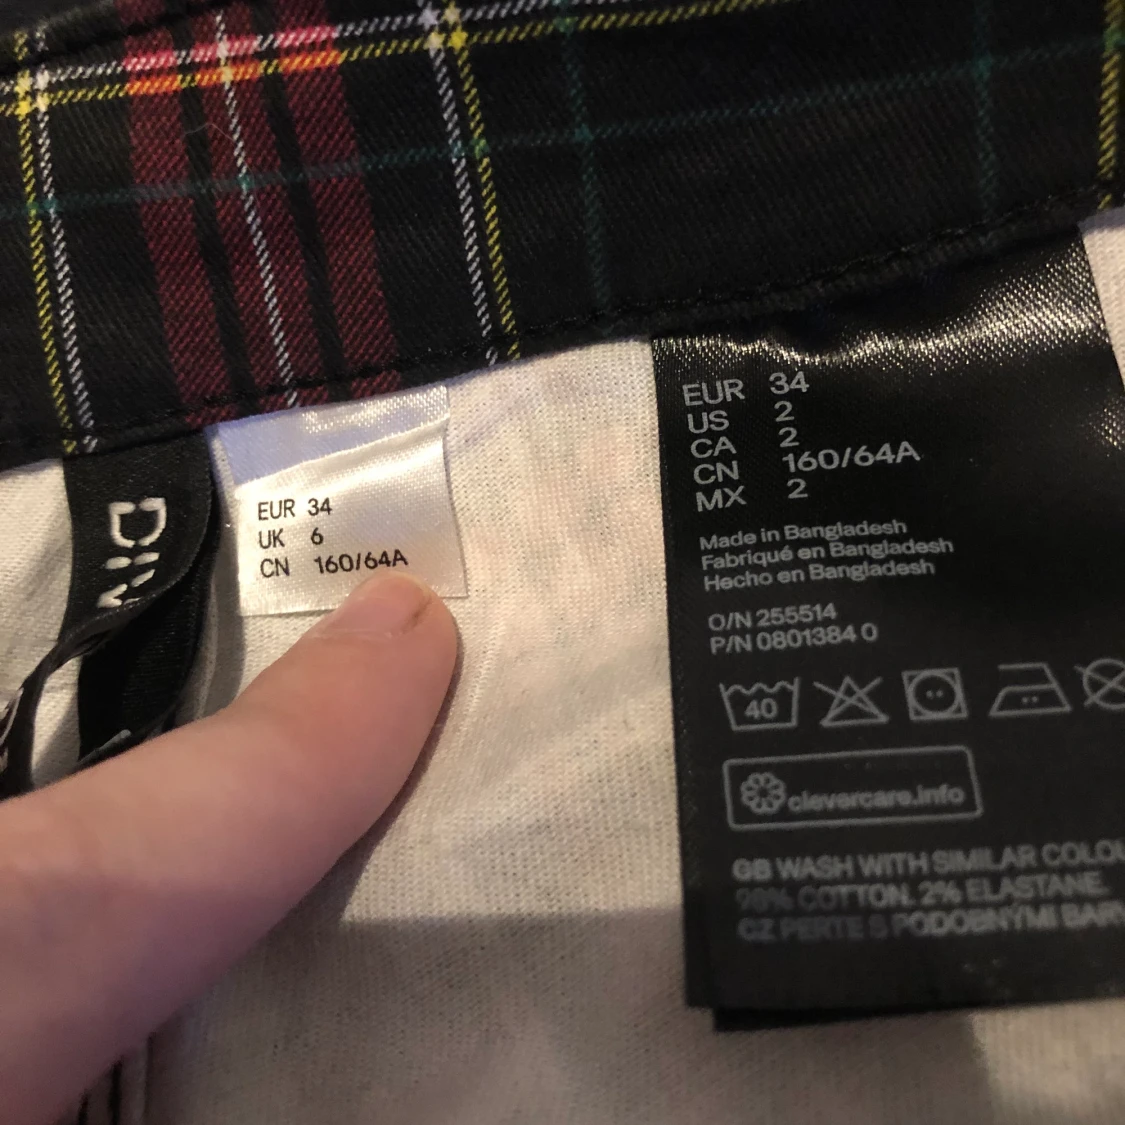 DIV
EUR 34
UK 6
CN 160/64A
EUR 34
US 2
CA 2
CN 160/64A
MX 2
Made in Bangladesh
Fabriqué en Bangladesh
Hecho en Bangladesh
O/N 255514
P/N 0801384 0
40
clevercare.info
GB WASH WITH SIMILAR COLOU
98% COTTON. 2% ELASTANE.
CZ PERTE S PODOBNÝMI BARV